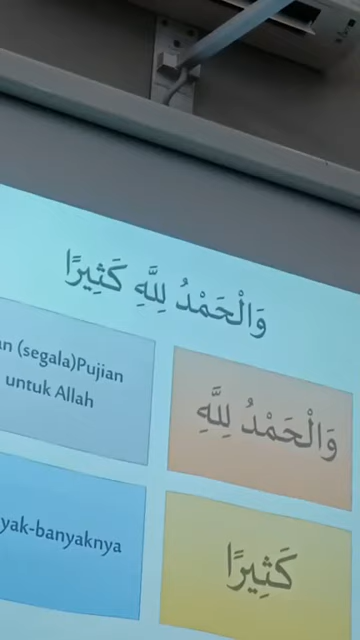 وَالْحَمْدُ لِلَّهِ كَثِيرًا
وَالْحَمْدُ لِلَّهِ
(segala)Pujian
untuk Allah
كَثِيرًا
yak-banyaknya